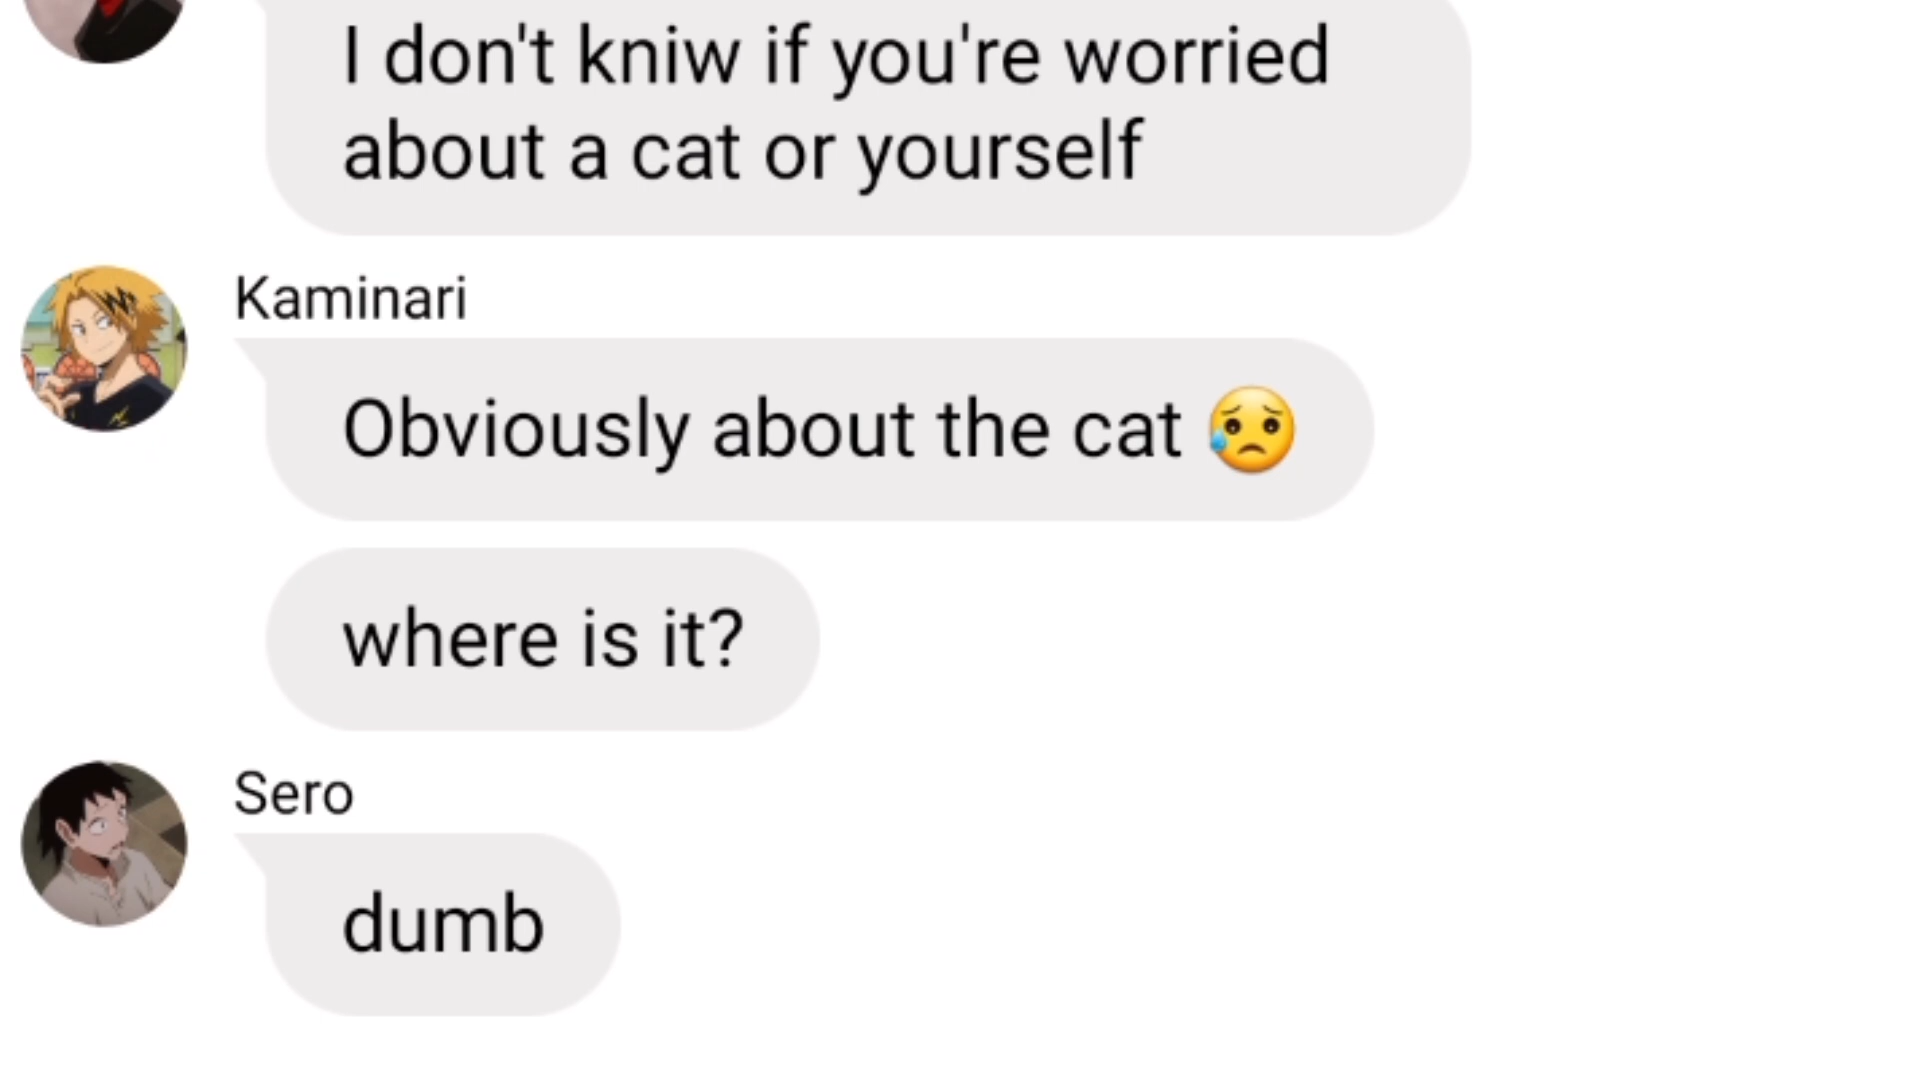 I don't kniw if you're worried
about a cat or yourself
Kaminari
Obviously about the cat 😥
where is it?
Sero
dumb